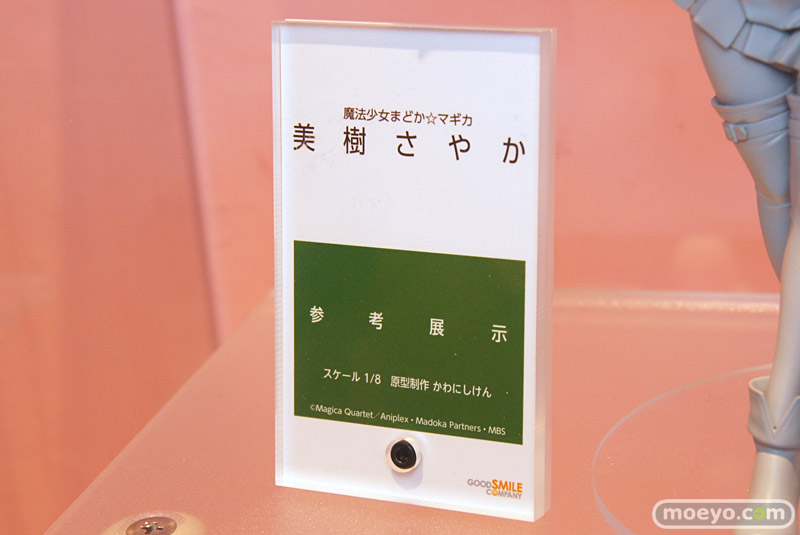 魔法少女まどか☆マギカ
美樹さやか
参考展示
スケール 1/8 原型制作 かわにしけん
©Magica Quartet／Aniplex・Madoka Partners・MBS
GOOD SMILE
COMPANY
moeyo.com